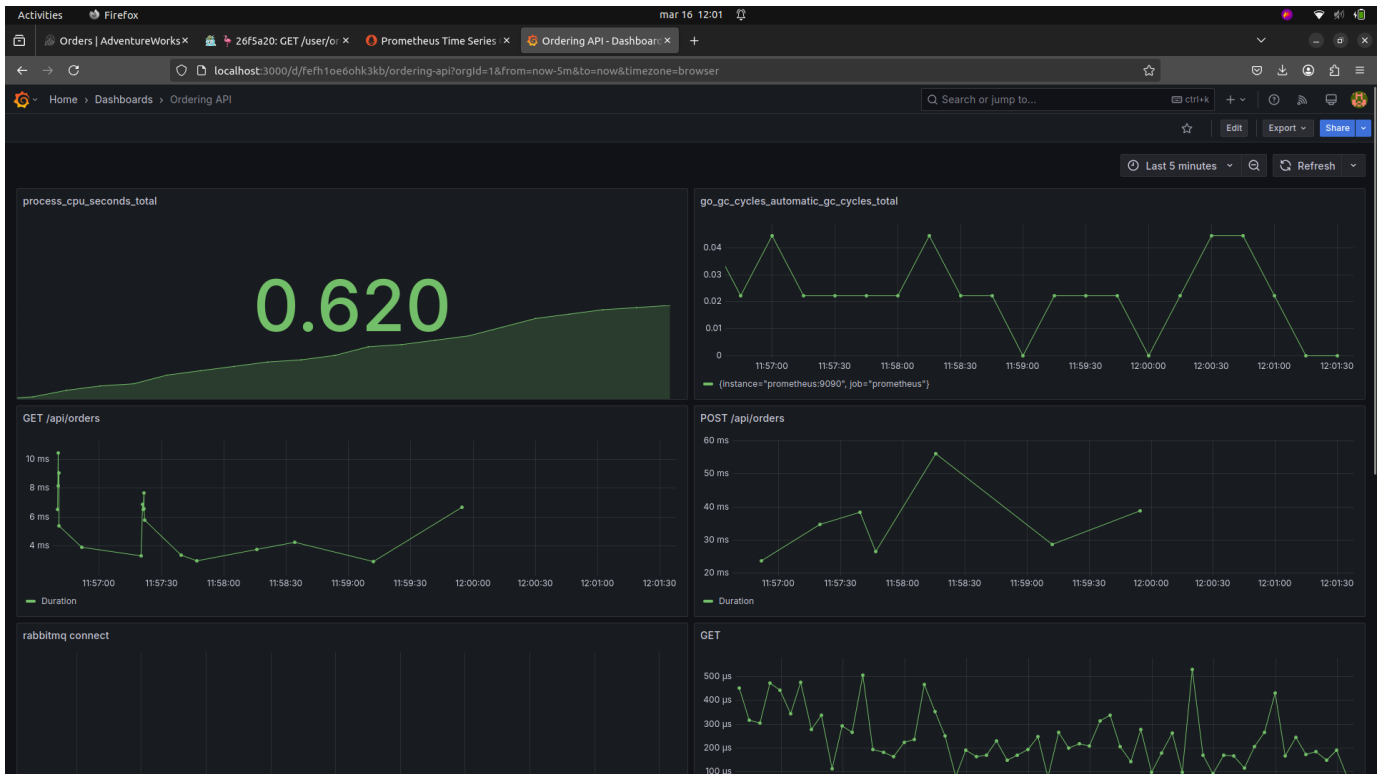 Activities Firefox mar 16 12:01
Orders | AdventureWorks 26f5a20: GET /user/or Prometheus Time Series Ordering API - Dashboard
localhost:3000/d/fefh1oe6ohk3kb/ordering-api?orgId=1&from=now-5m&to=now&timezone=browser
Home › Dashboards › Ordering API Search or jump to... ctrl+k
Edit Export Share
Last 5 minutes Refresh
process_cpu_seconds_total
0.620
go_gc_cycles_automatic_gc_cycles_total
0.04
0.03
0.02
0.01
0
11:57:00 11:57:30 11:58:00 11:58:30 11:59:00 11:59:30 12:00:00 12:00:30 12:01:00 12:01:30
{instance="prometheus:9090", job="prometheus"}
GET /api/orders
10 ms
8 ms
6 ms
4 ms
11:57:00 11:57:30 11:58:00 11:58:30 11:59:00 11:59:30 12:00:00 12:00:30 12:01:00 12:01:30
Duration
POST /api/orders
60 ms
50 ms
40 ms
30 ms
20 ms
11:57:00 11:57:30 11:58:00 11:58:30 11:59:00 11:59:30 12:00:00 12:00:30 12:01:00 12:01:30
Duration
rabbitmq connect
GET
500 µs
400 µs
300 µs
200 µs
100 µs